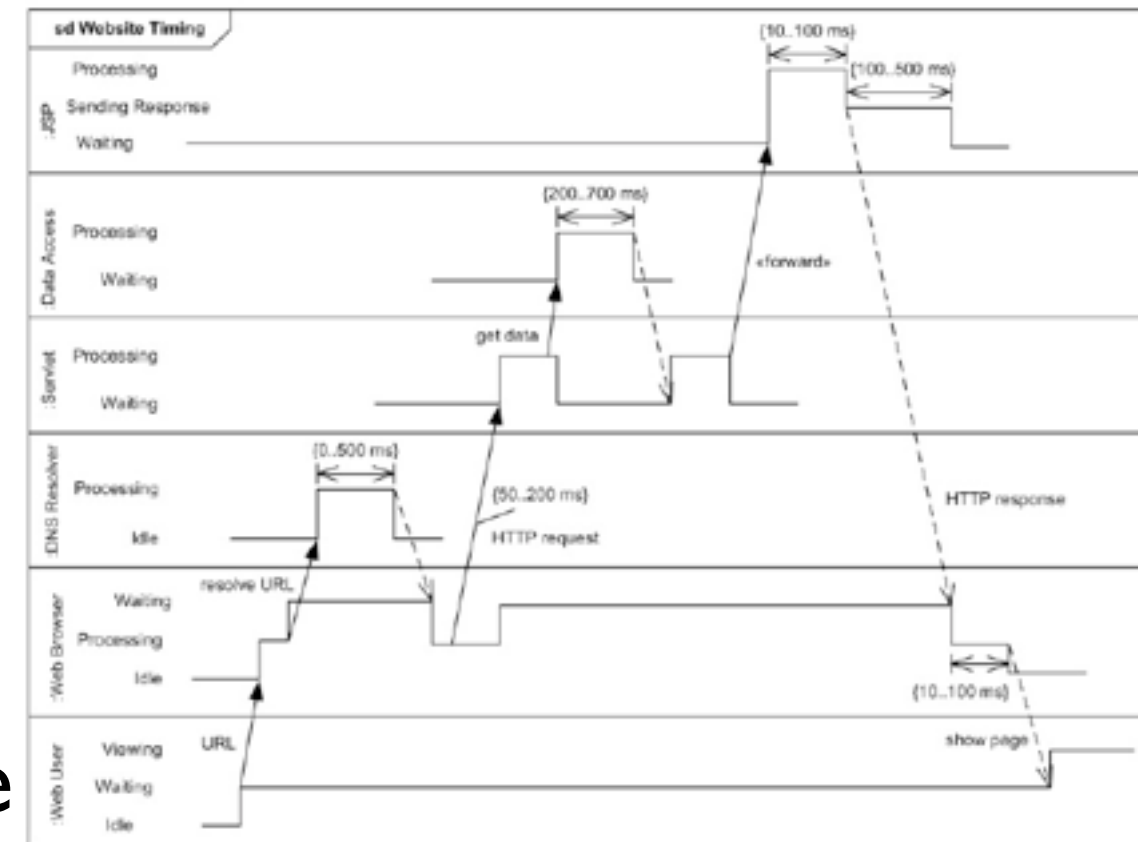 sd Website Timing
{10..100 ms}
Processing
{100..500 ms}
:JSP
Sending Response
Waiting
{200..700 ms}
:Data Access
Processing
«forward»
Waiting
get data
:Servlet
Processing
Waiting
{0..500 ms}
:DNS Resolver
Processing
{50..200 ms}
HTTP response
Idle
HTTP request
resolve URL
:Web Browser
Waiting
Processing
Idle
{10..100 ms}
:Web User
Viewing
URL
show page
Waiting
Idle
e